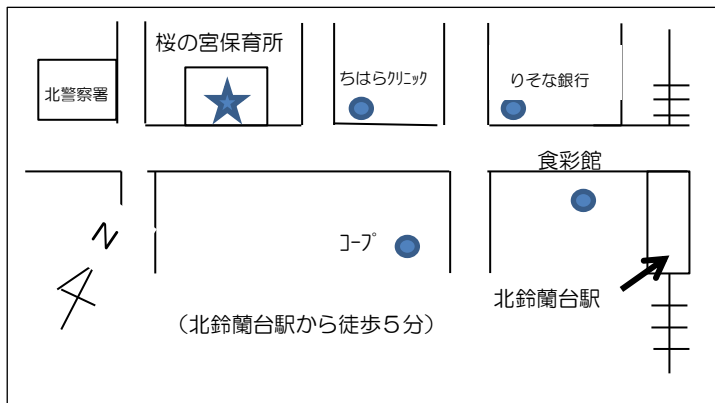 桜の宮保育所
北警察署
ちはらｸﾘﾆｯｸ
りそな銀行
食彩館
N
ｺｰﾌﾟ
北鈴蘭台駅
（北鈴蘭台駅から徒歩５分）